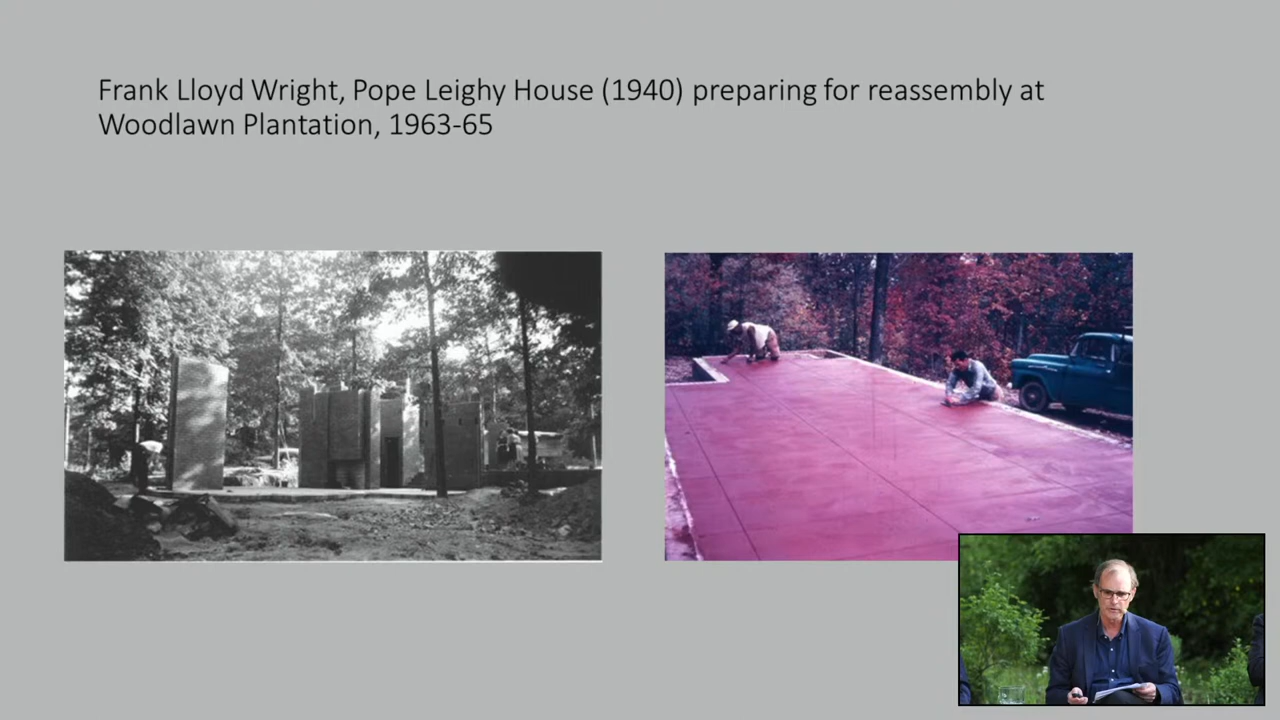 Frank Lloyd Wright, Pope Leighy House (1940) preparing for reassembly at
Woodlawn Plantation, 1963-65